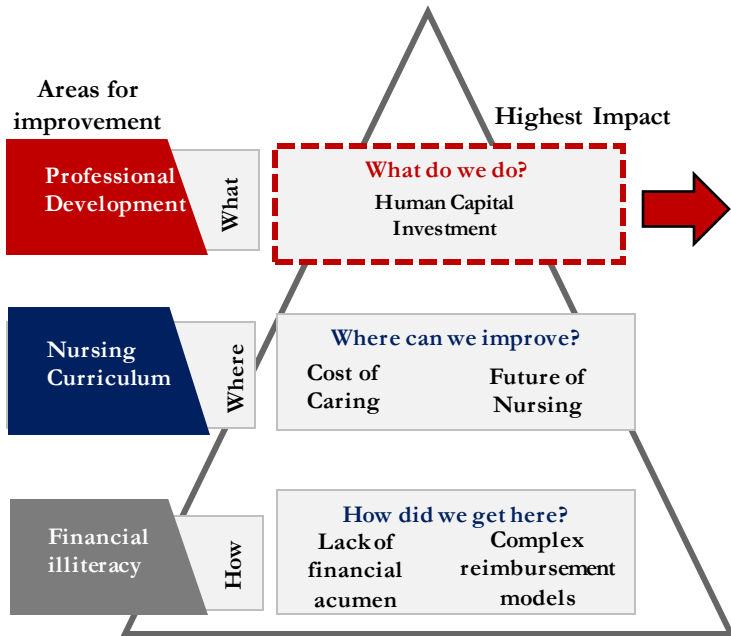 Areas for
improvement
Highest Impact
Professional
Development
What
What do we do?
Human Capital
Investment
Nursing
Curriculum
Where
Where can we improve?
Cost of
Caring
Future of
Nursing
Financial
illiteracy
How
How did we get here?
Lack of
financial
acumen
Complex
reimbursement
models